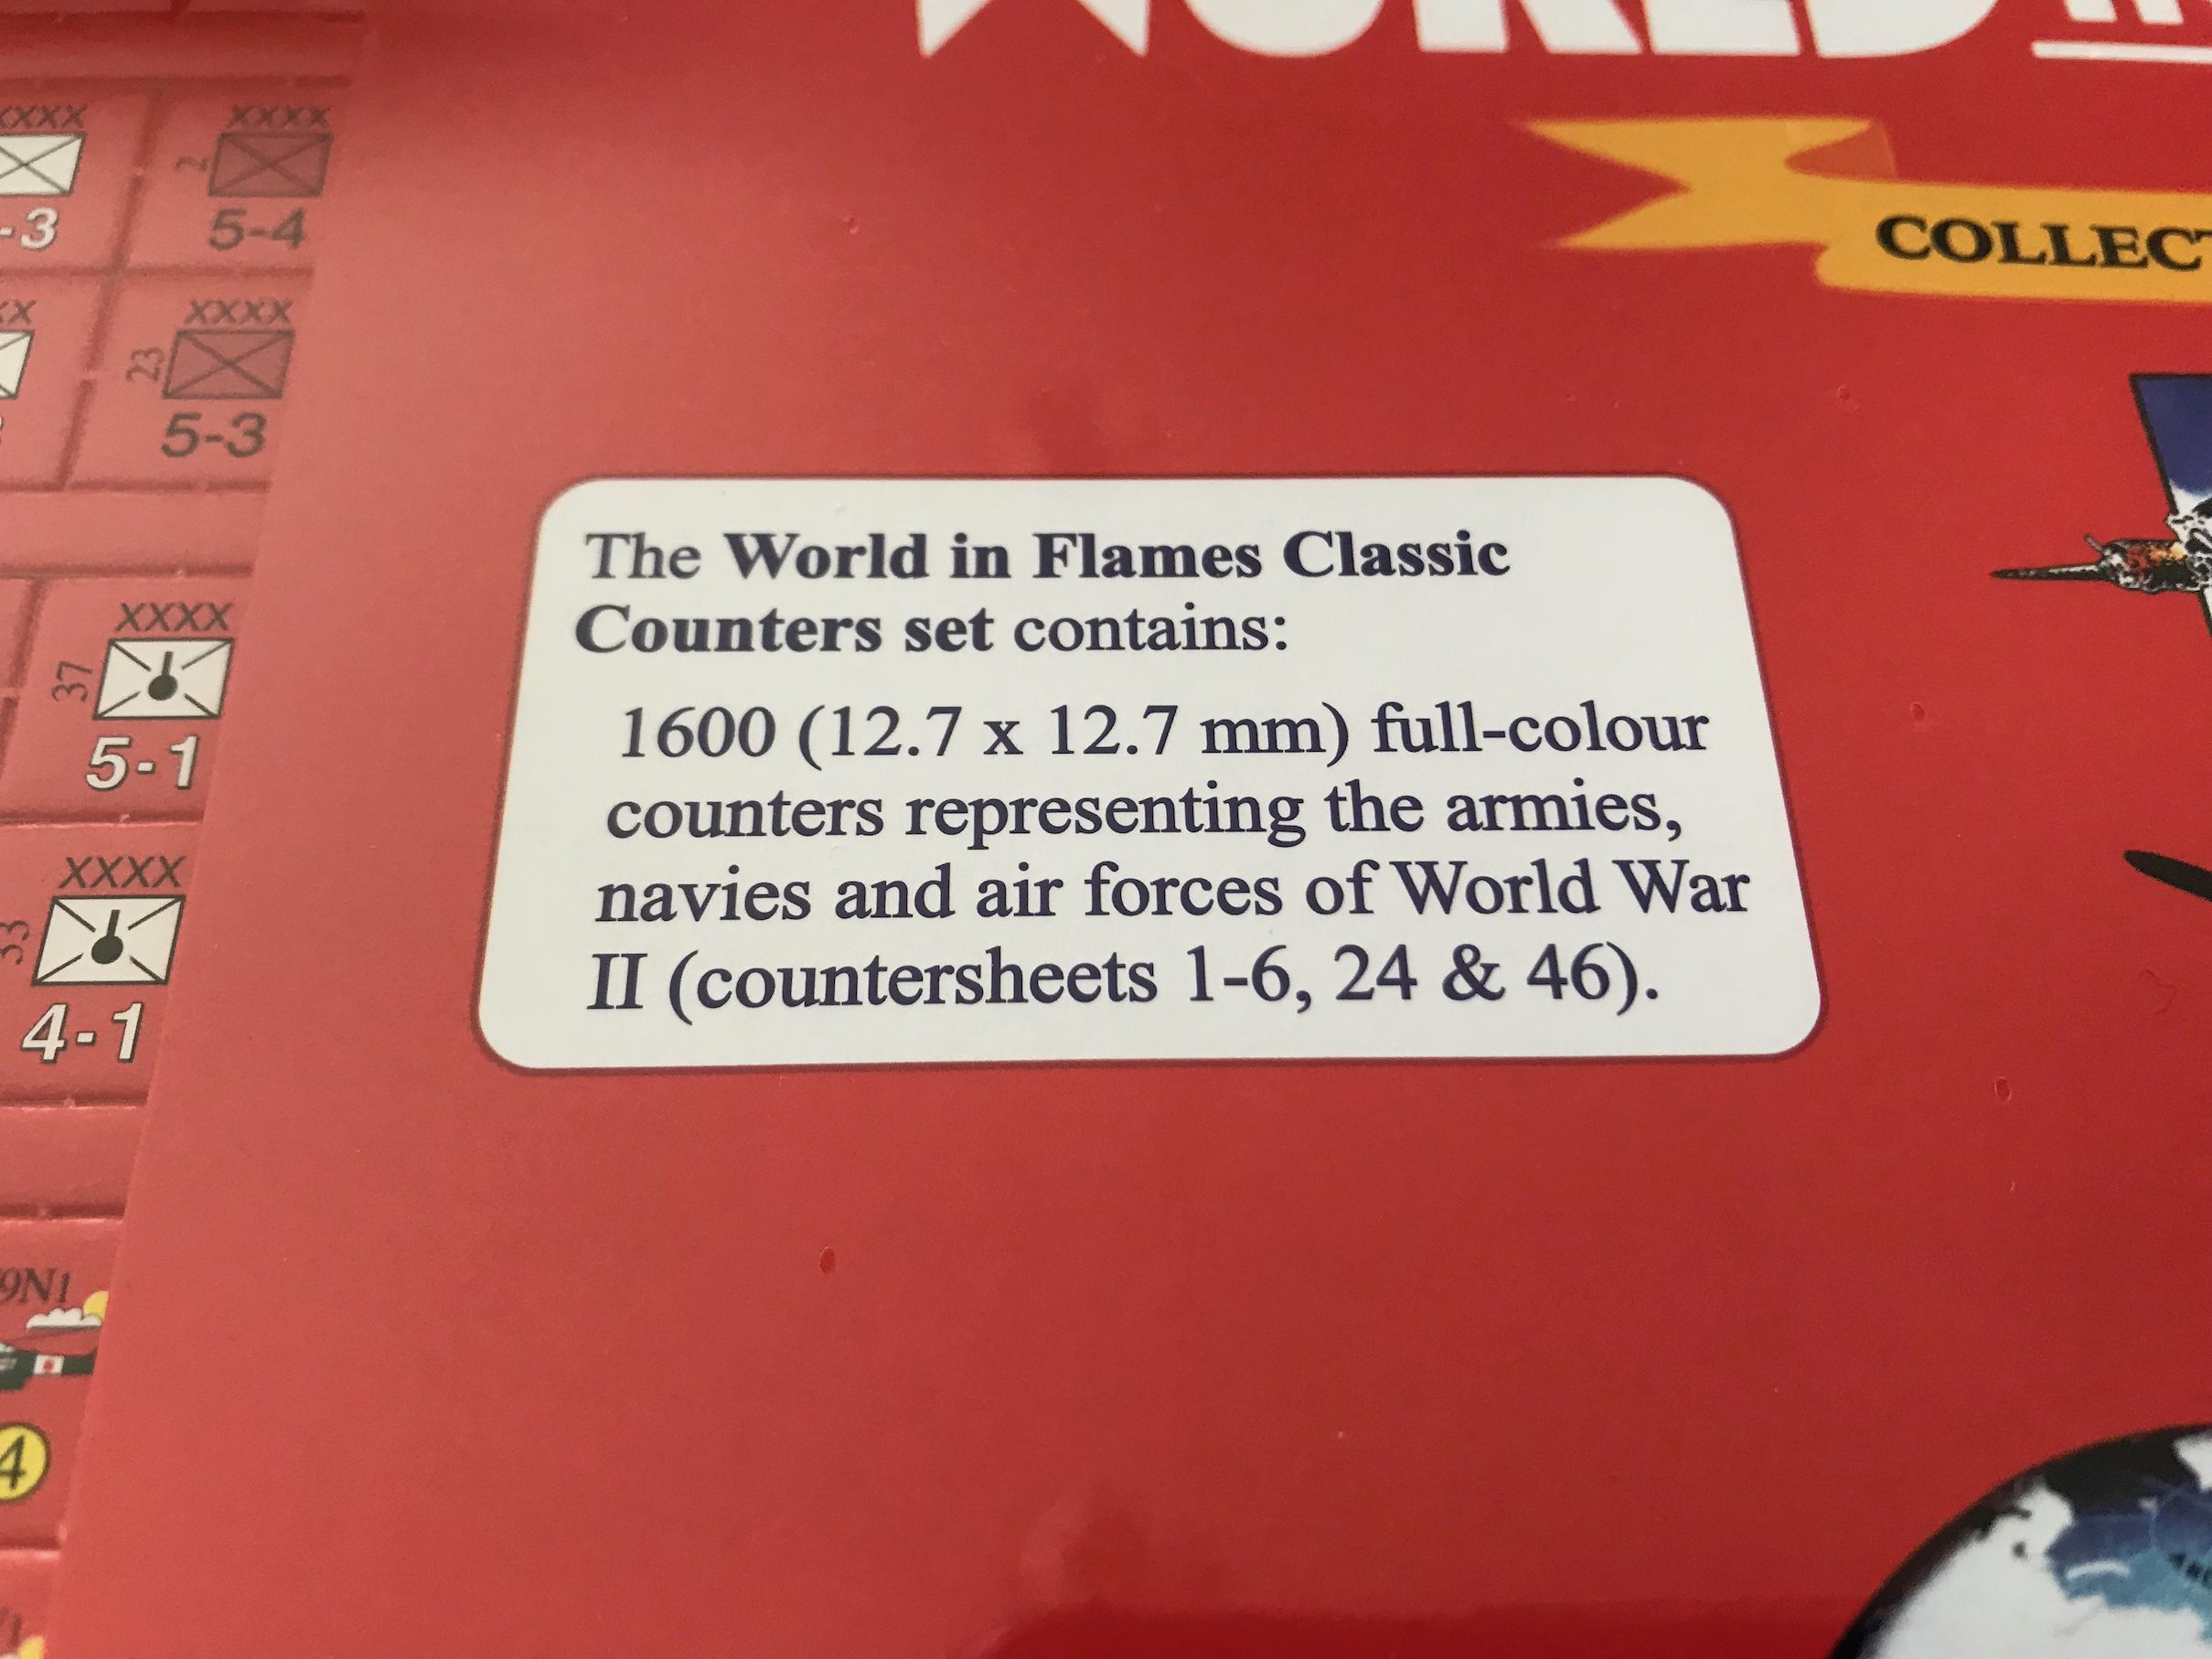 XXXX
2
5-4
-3
XXXX
23
5-3
XXXX
37
5-1
XXXX
33
4-1
9N1
4
COLLECT
The World in Flames Classic
Counters set contains:
1600 (12.7 x 12.7 mm) full-colour
counters representing the armies,
navies and air forces of World War
II (countersheets 1-6, 24 & 46).